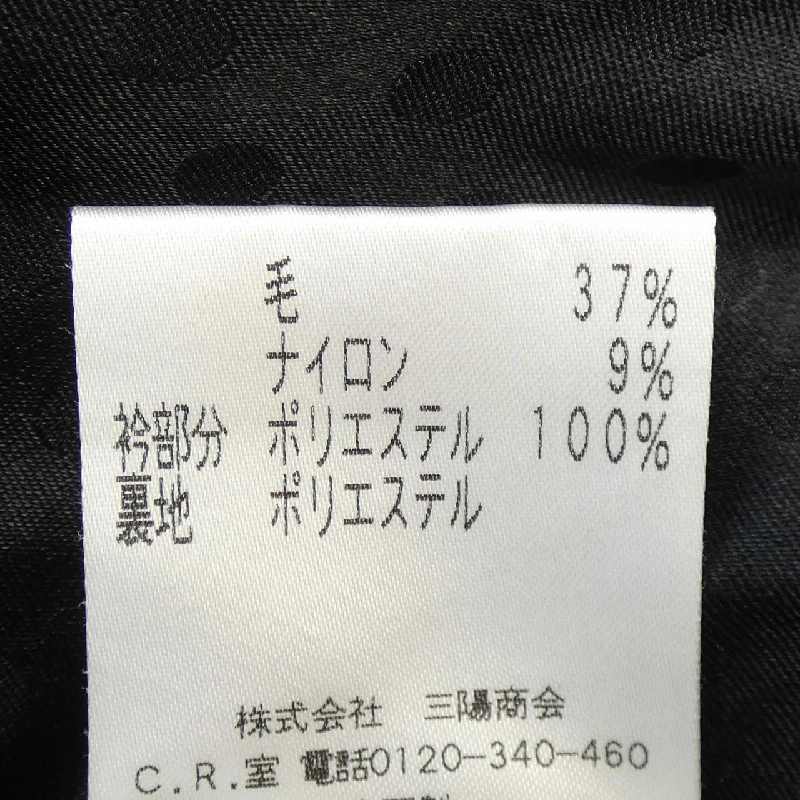 毛 37%
ナイロン 9%
衿部分 ポリエステル 100%
裏地 ポリエステル
株式会社 三陽商会
C.R.室 電話0120-340-460